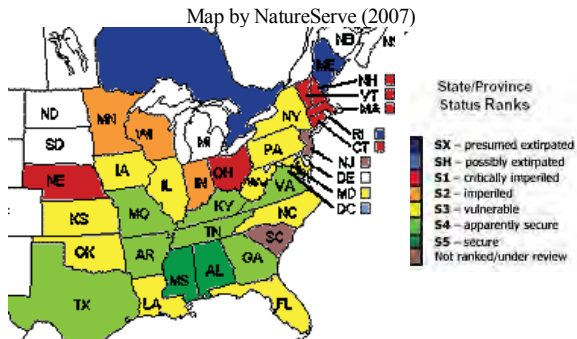 Map by NatureServe (2007)
NB
NS
ME
NH
VT
MA
ND
MN
SD
WI
MI
NY
RI
CT
NJ
DE
MD
DC
PA
NE
IA
IL
IN
OH
WV
VA
KS
MO
KY
NC
OK
AR
TN
SC
MS
AL
GA
TX
LA
FL
State/Province
Status Ranks
SX – presumed extirpated
SH – possibly extirpated
S1 – critically imperiled
S2 – imperiled
S3 – vulnerable
S4 – apparently secure
S5 – secure
Not ranked/under review